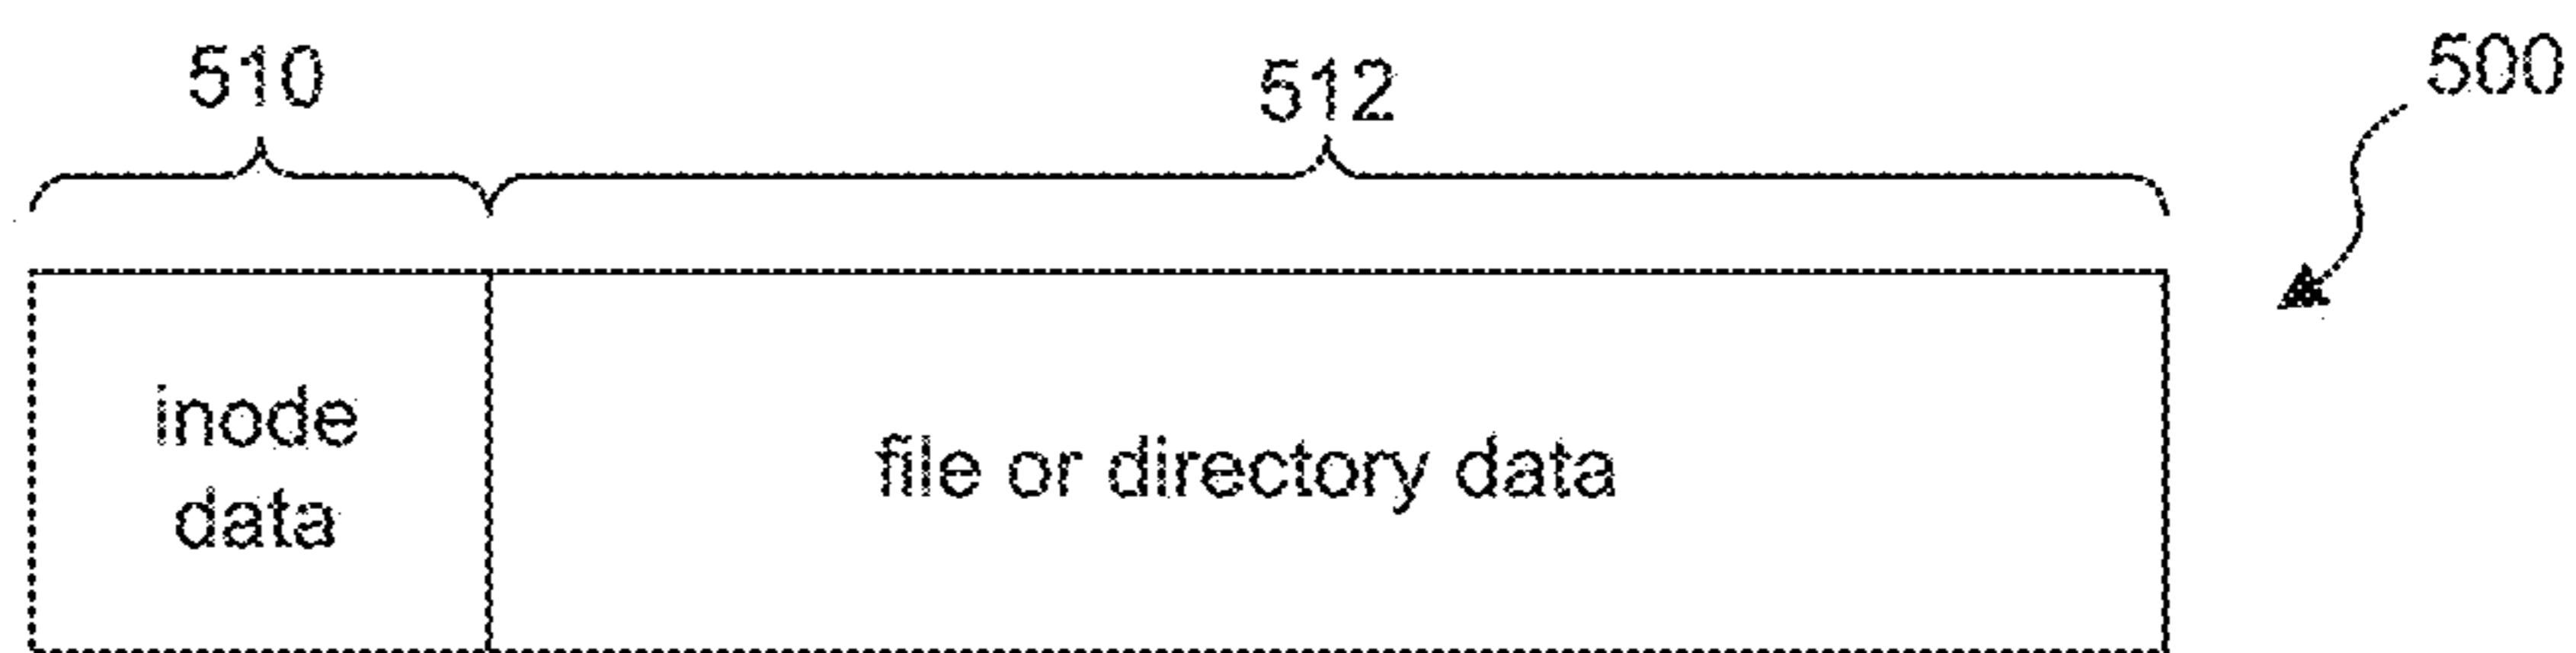 510
512
500
inode
data
file or directory data